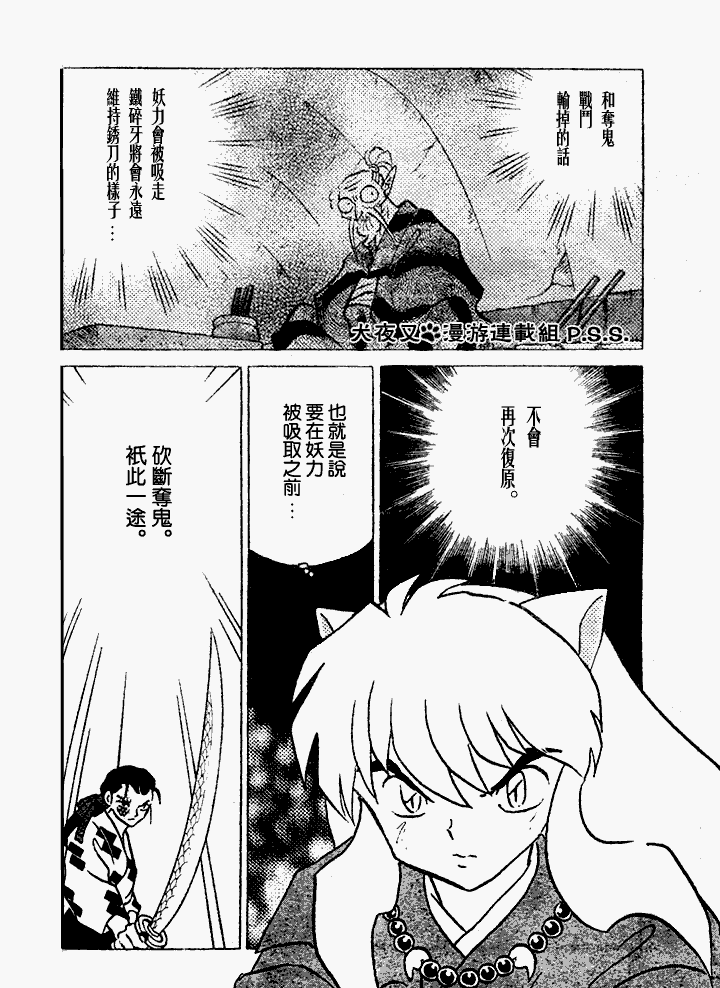 和奪鬼
戰鬥
輸掉的話
妖力會被吸走
鐵碎牙將會永遠
維持銹刀的樣子…
犬夜叉 漫游連載組 P.S.S.
不會
再次復原。
也就是說
要在妖力
被吸取之前
…
砍斷奪鬼。
祇此一途。